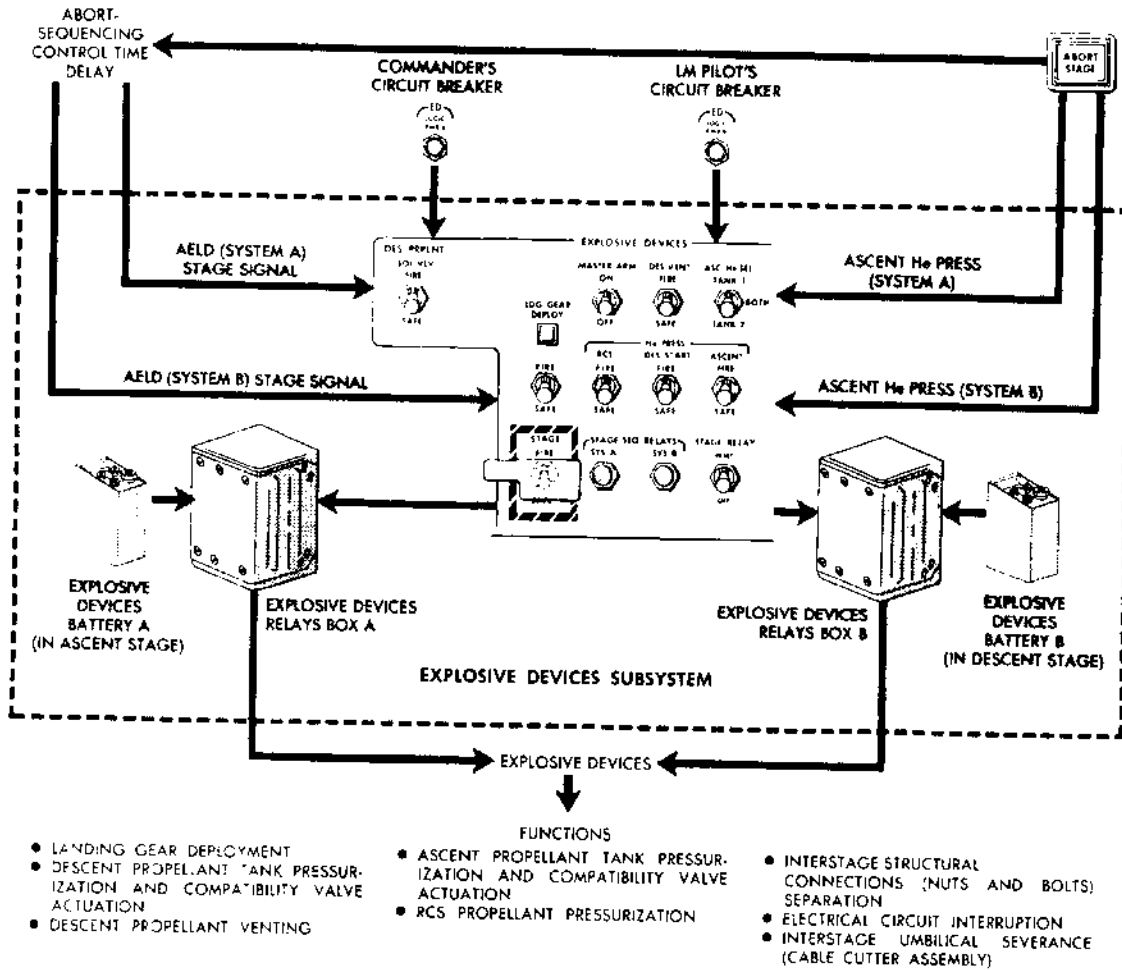 ABORT-
SEQUENCING
CONTROL TIME
DELAY
COMMANDER'S
CIRCUIT BREAKER
LM PILOT'S
CIRCUIT BREAKER
ABORT
STAGE
ED
ED
AELD (SYSTEM A)
STAGE SIGNAL
DES PRPLNT
FIRE
SAFE
EXPLOSIVE DEVICES
MASTER ARM
ON
OFF
DES VENT
FIRE
SAFE
ASC He SEL
TANK 1
BOTH
TANK 2
ASCENT He PRESS
(SYSTEM A)
LDG GEAR
DEPLOY
FIRE
SAFE
He PRESS
RCS
FIRE
SAFE
DES START
FIRE
SAFE
ASCENT
FIRE
SAFE
AELD (SYSTEM B) STAGE SIGNAL
ASCENT He PRESS (SYSTEM B)
STAGE
FIRE
STAGE SEQ RELAYS
SYS A
SYS B
STAGE RELAY
OFF
EXPLOSIVE
DEVICES
BATTERY A
(IN ASCENT STAGE)
EXPLOSIVE DEVICES
RELAYS BOX A
EXPLOSIVE DEVICES
RELAYS BOX B
EXPLOSIVE
DEVICES
BATTERY B
(IN DESCENT STAGE)
EXPLOSIVE DEVICES SUBSYSTEM
EXPLOSIVE DEVICES
FUNCTIONS
● LANDING GEAR DEPLOYMENT
● DESCENT PROPELLANT TANK PRESSUR-
IZATION AND COMPATIBILITY VALVE
ACTUATION
● DESCENT PROPELLANT VENTING
● ASCENT PROPELLANT TANK PRESSUR-
IZATION AND COMPATIBILITY VALVE
ACTUATION
● RCS PROPELLANT PRESSURIZATION
● INTERSTAGE STRUCTURAL
CONNECTIONS (NUTS AND BOLTS)
SEPARATION
● ELECTRICAL CIRCUIT INTERRUPTION
● INTERSTAGE UMBILICAL SEVERANCE
(CABLE CUTTER ASSEMBLY)